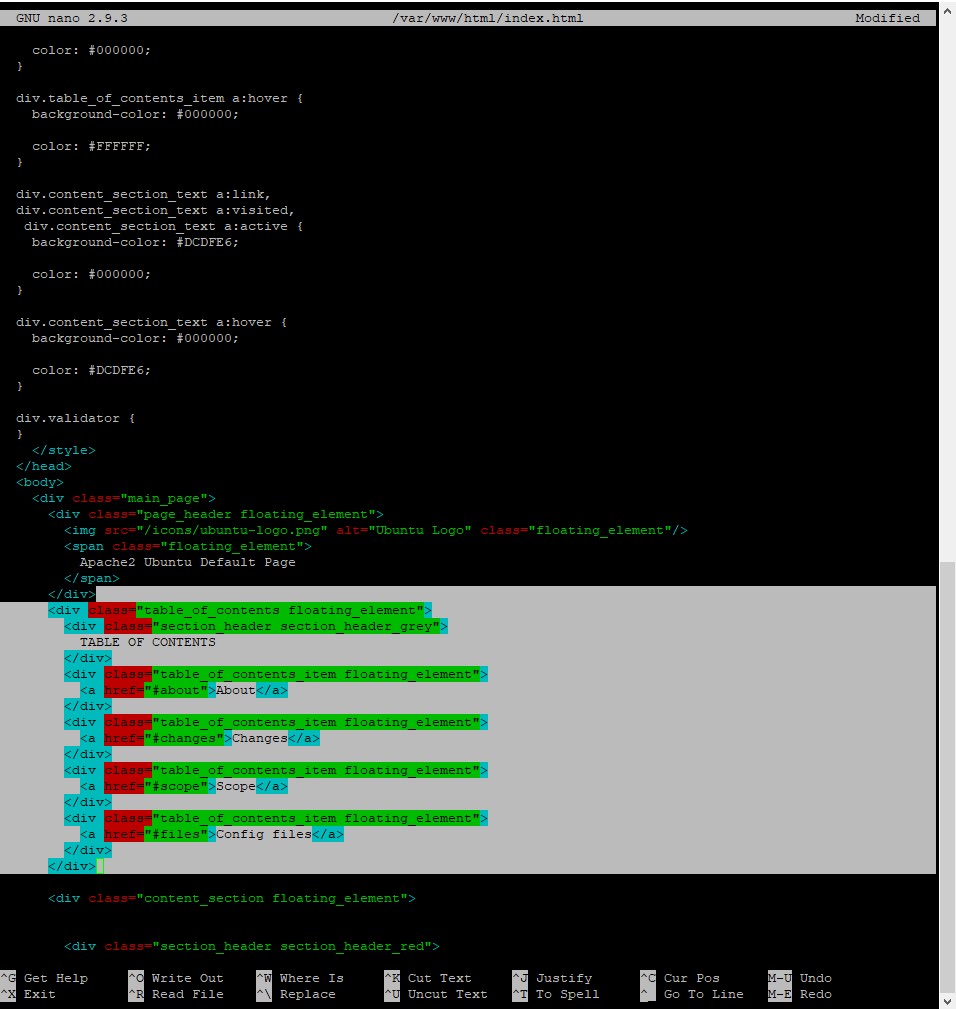 GNU nano 2.9.3 /var/www/html/index.html Modified
color: #000000;
}
div.table_of_contents_item a:hover {
background-color: #000000;
color: #FFFFFF;
}
div.content_section_text a:link,
div.content_section_text a:visited,
div.content_section_text a:active {
background-color: #DCDFE6;
color: #000000;
}
div.content_section_text a:hover {
background-color: #000000;
color: #DCDFE6;
}
div.validator {
}
</style>
</head>
<body>
<div class="main_page">
<div class="page_header floating_element">
<img src="/icons/ubuntu-logo.png" alt="Ubuntu Logo" class="floating_element"/>
<span class="floating_element">
Apache2 Ubuntu Default Page
</span>
</div>
<div class="table_of_contents floating_element">
<div class="section_header section_header_grey">
TABLE OF CONTENTS
</div>
<div class="table_of_contents_item floating_element">
<a href="#about">About</a>
</div>
<div class="table_of_contents_item floating_element">
<a href="#changes">Changes</a>
</div>
<div class="table_of_contents_item floating_element">
<a href="#scope">Scope</a>
</div>
<div class="table_of_contents_item floating_element">
<a href="#files">Config files</a>
</div>
</div>
<div class="content_section floating_element">
<div class="section_header section_header_red">
^G Get Help ^O Write Out ^W Where Is ^K Cut Text ^J Justify ^C Cur Pos M-U Undo
^X Exit ^R Read File ^\ Replace ^U Uncut Text ^T To Spell ^_ Go To Line M-E Redo